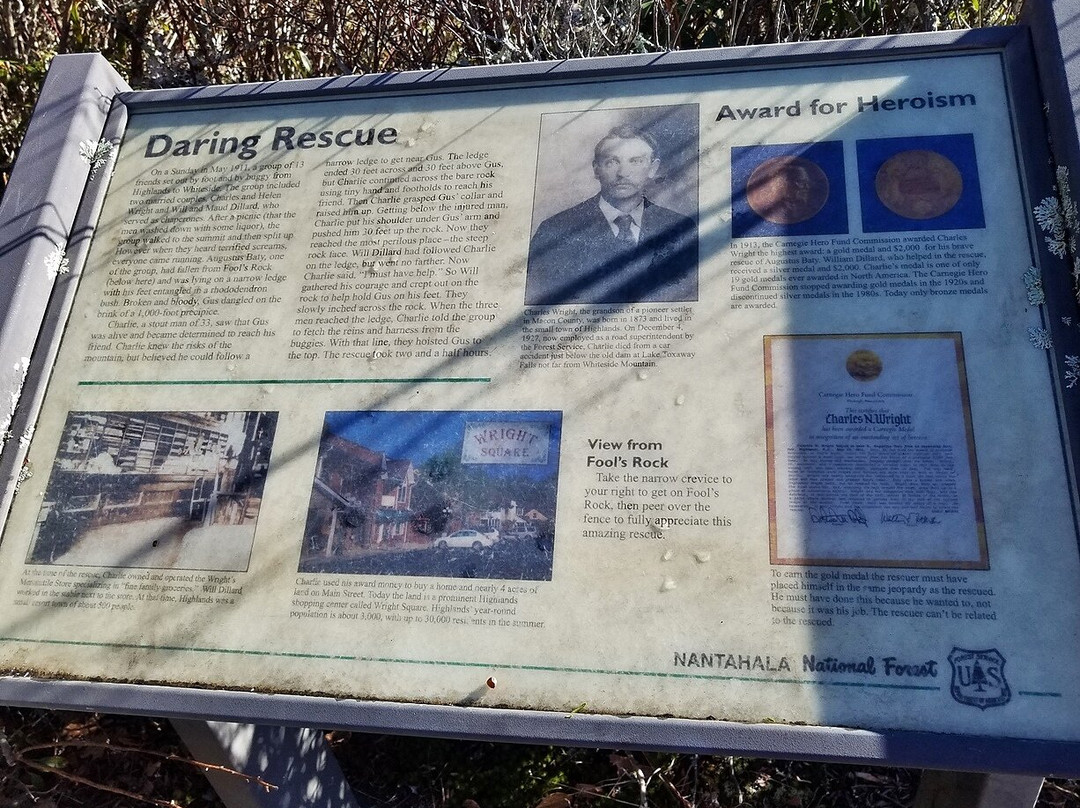 Daring Rescue
On a Sunday in May 1911, a group of 13
friends set out by foot and by buggy from
Highlands to Whiteside. The group included
two married couples, Charles and Helen
Wright and Will and Maud Dillard, who
served as chaperones. After a picnic (that the
men washed down with some liquor), the
group walked to the summit and then split up.
However when they heard terrified screams,
everyone came running. Augustus Baty, one
of the group, had fallen from Fool's Rock
(below here) and was lying on a narrow ledge
with his feet entangled in a rhododendron
bush. Broken and bloody, Gus dangled on the
brink of a 1,000-foot precipice.
Charlie, a stout man of 33, saw that Gus
was alive and became determined to reach his
friend. Charlie knew the risks of the
mountain, but believed he could follow a
narrow ledge to get near Gus. The ledge
ended 30 feet across and 30 feet above Gus,
but Charlie continued across the bare rock
using tiny hand and footholds to reach his
friend. Then Charlie grasped Gus' collar and
raised him up. Getting below the injured man,
Charlie put his shoulder under Gus' arm and
pushed him 30 feet up the rock. Now they
reached the most perilous place – the steep
rock face. Will Dillard had followed Charlie
on the ledge, but went no farther. Now
Charlie said, "I must have help." So Will
gathered his courage and crept out on the
rock to help hold Gus on his feet. They
slowly inched across the rock. When the three
men reached the ledge, Charlie told the group
to fetch the reins and harness from the
buggies. With that line, they hoisted Gus to
the top. The rescue took two and a half hours.
Charles Wright, the grandson of a pioneer settler
in Macon County, was born in 1873 and lived in
the small town of Highlands. On December 4,
1927, now employed as a road superintendent by
the Forest Service, Charlie died from a car
accident just below the old dam at Lake Toxaway
Falls not far from Whiteside Mountain.
Award for Heroism
In 1913, the Carnegie Hero Fund Commission awarded Charles
Wright the highest award: a gold medal and $2,000 for his brave
rescue of Augustus Baty. William Dillard, who helped in the rescue,
received a silver medal and $2,000. Charlie's medal is one of only
19 gold medals ever awarded in North America. The Carnegie Hero
Fund Commission stopped awarding gold medals in the 1920s and
discontinued silver medals in the 1980s. Today only bronze medals
are awarded.
Carnegie Hero Fund Commission
This certifies that
Charles N. Wright
has been awarded a Carnegie Medal
in recognition of an outstanding act of heroism
To earn the gold medal the rescuer must have
placed himself in the same jeopardy as the rescued.
He must have done this because he wanted to, not
because it was his job. The rescuer can't be related
to the rescued.
At the time of the rescue, Charlie owned and operated the Wright's
Mercantile Store specializing in "fine family groceries." Will Dillard
worked in the stable next to the store. At that time, Highlands was a
small resort town of about 500 people.
WRIGHT
SQUARE
Charlie used his award money to buy a home and nearly 4 acres of
land on Main Street. Today the land is a prominent Highlands
shopping center called Wright Square. Highlands' year-round
population is about 3,000, with up to 30,000 residents in the summer.
View from
Fool's Rock
Take the narrow crevice to
your right to get on Fool's
Rock, then peer over the
fence to fully appreciate this
amazing rescue.
NANTAHALA National Forest
FOREST SERVICE
US